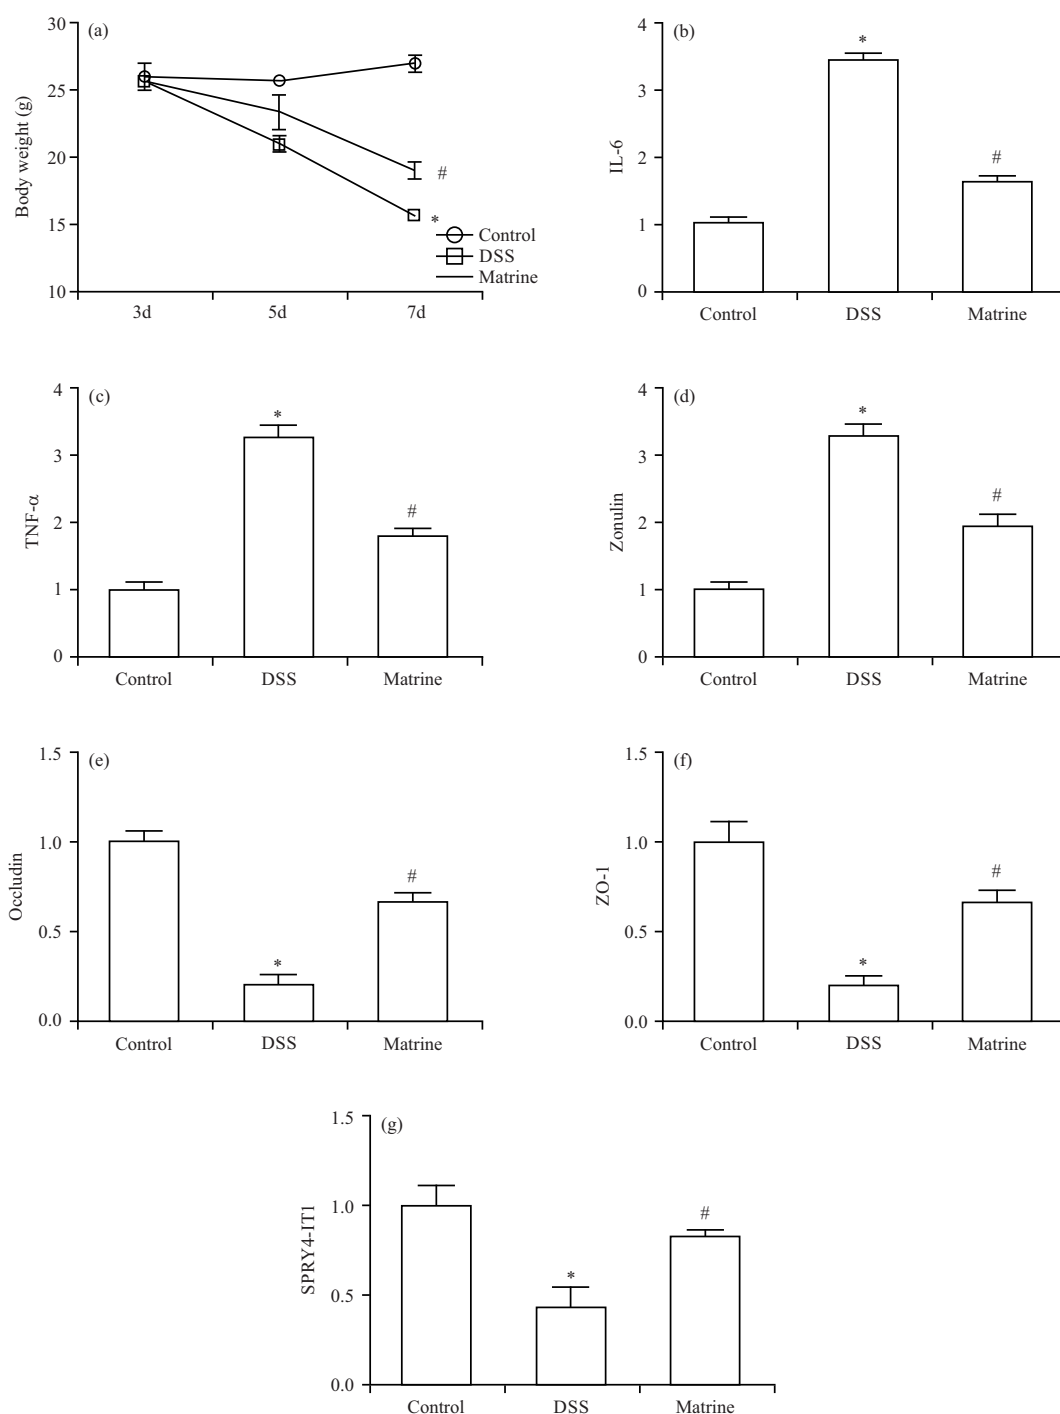 (a)
Body weight (g)
30
25
20
15
10
#
*
Control
DSS
Matrine
3d
5d
7d
(b)
IL-6
4
3
2
1
0
*
#
Control
DSS
Matrine
(c)
TNF-α
4
3
2
1
0
*
#
Control
DSS
Matrine
(d)
Zonulin
4
3
2
1
0
*
#
Control
DSS
Matrine
(e)
Occludin
1.5
1.0
0.5
0.0
*
#
Control
DSS
Matrine
(f)
ZO-1
1.5
1.0
0.5
0.0
*
#
Control
DSS
Matrine
(g)
SPRY4-IT1
1.5
1.0
0.5
0.0
*
#
Control
DSS
Matrine